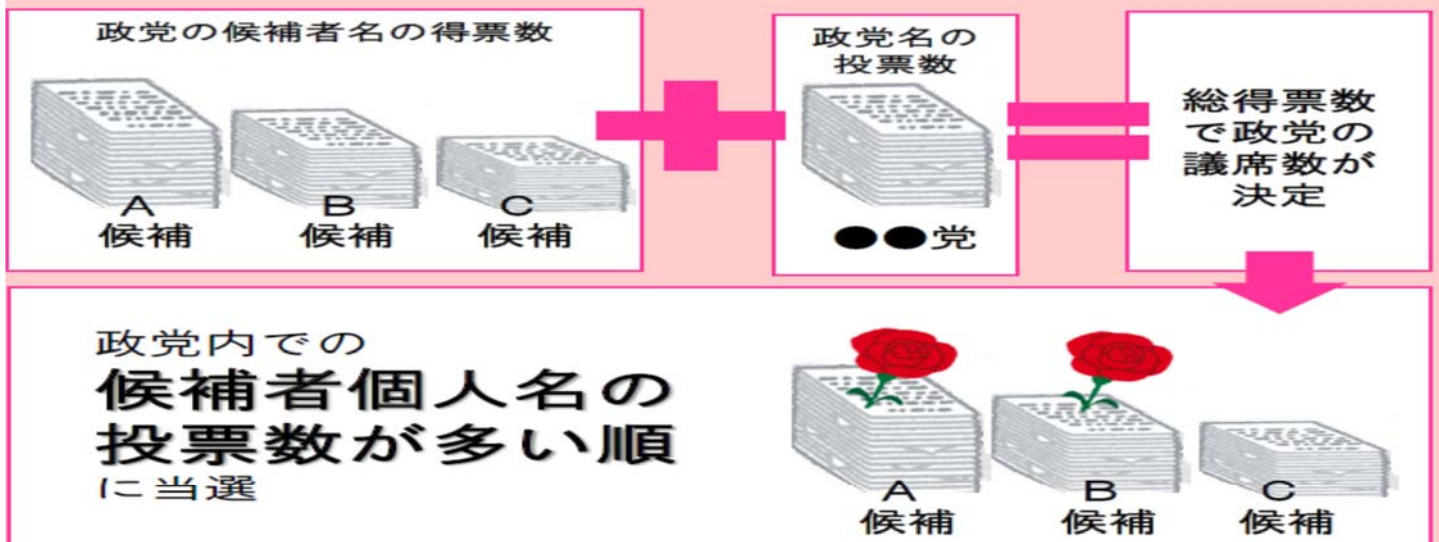 政党の候補者名の得票数
A
候補
B
候補
C
候補
政党名の
投票数
●●党
総得票数
で政党の
議席数が
決定
政党内での
候補者個人名の
投票数が多い順
に当選
A
候補
B
候補
C
候補